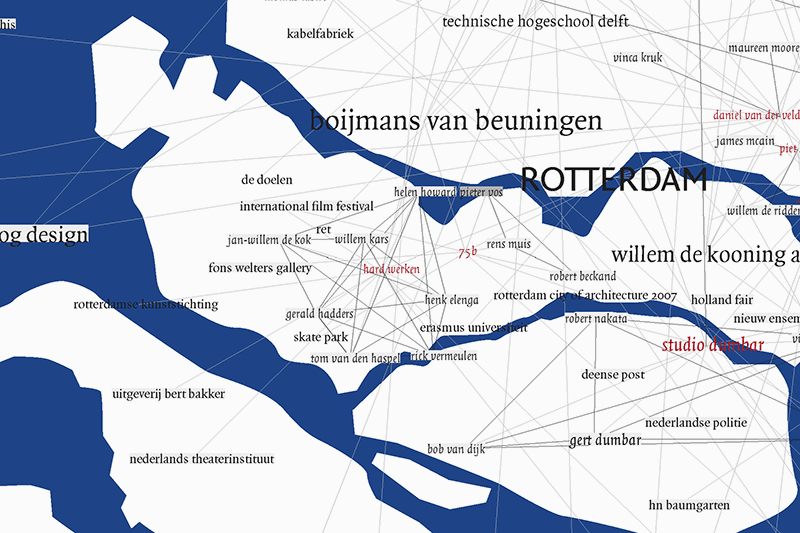 his
kabelfabriek
technische hogeschool delft
vinca kruk
maureen moore
boijmans van beuningen
daniel van der veld
james mcain
piet
ROTTERDAM
de doelen
helen howard
pieter vos
international film festival
willem de ridder
og design
ret
jan-willem de kok
willem kars
75b
rens muis
willem de kooning a
fons welters gallery
hard werken
robert beckand
rotterdamse kunststichting
henk elenga
rotterdam city of architecture 2007
holland fair
gerald hadders
erasmus universiteit
robert nakata
nieuw ensem
skate park
studio dumbar
vi
tom van den haspel
rick vermeulen
deense post
uitgeverij bert bakker
nederlandse politie
bob van dijk
gert dumbar
nederlands theaterinstituut
hn baumgarten